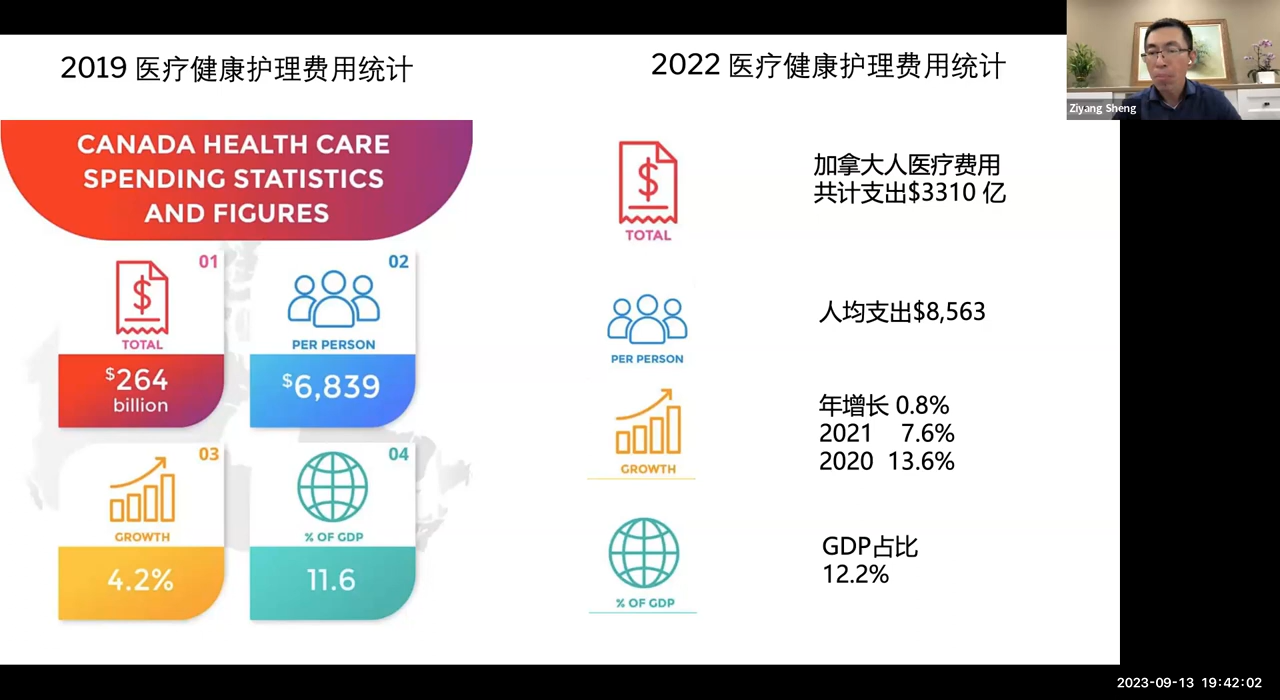 2019 医疗健康护理费用统计
CANADA HEALTH CARE
SPENDING STATISTICS
AND FIGURES
01
TOTAL
$264
billion
02
PER PERSON
$6,839
03
GROWTH
4.2%
04
% OF GDP
11.6
2022 医疗健康护理费用统计
TOTAL
加拿大人医疗费用
共计支出$3310 亿
PER PERSON
人均支出$8,563
GROWTH
年增长 0.8%
2021 7.6%
2020 13.6%
% OF GDP
GDP占比
12.2%
Ziyang Sheng
2023-09-13 19:42:02